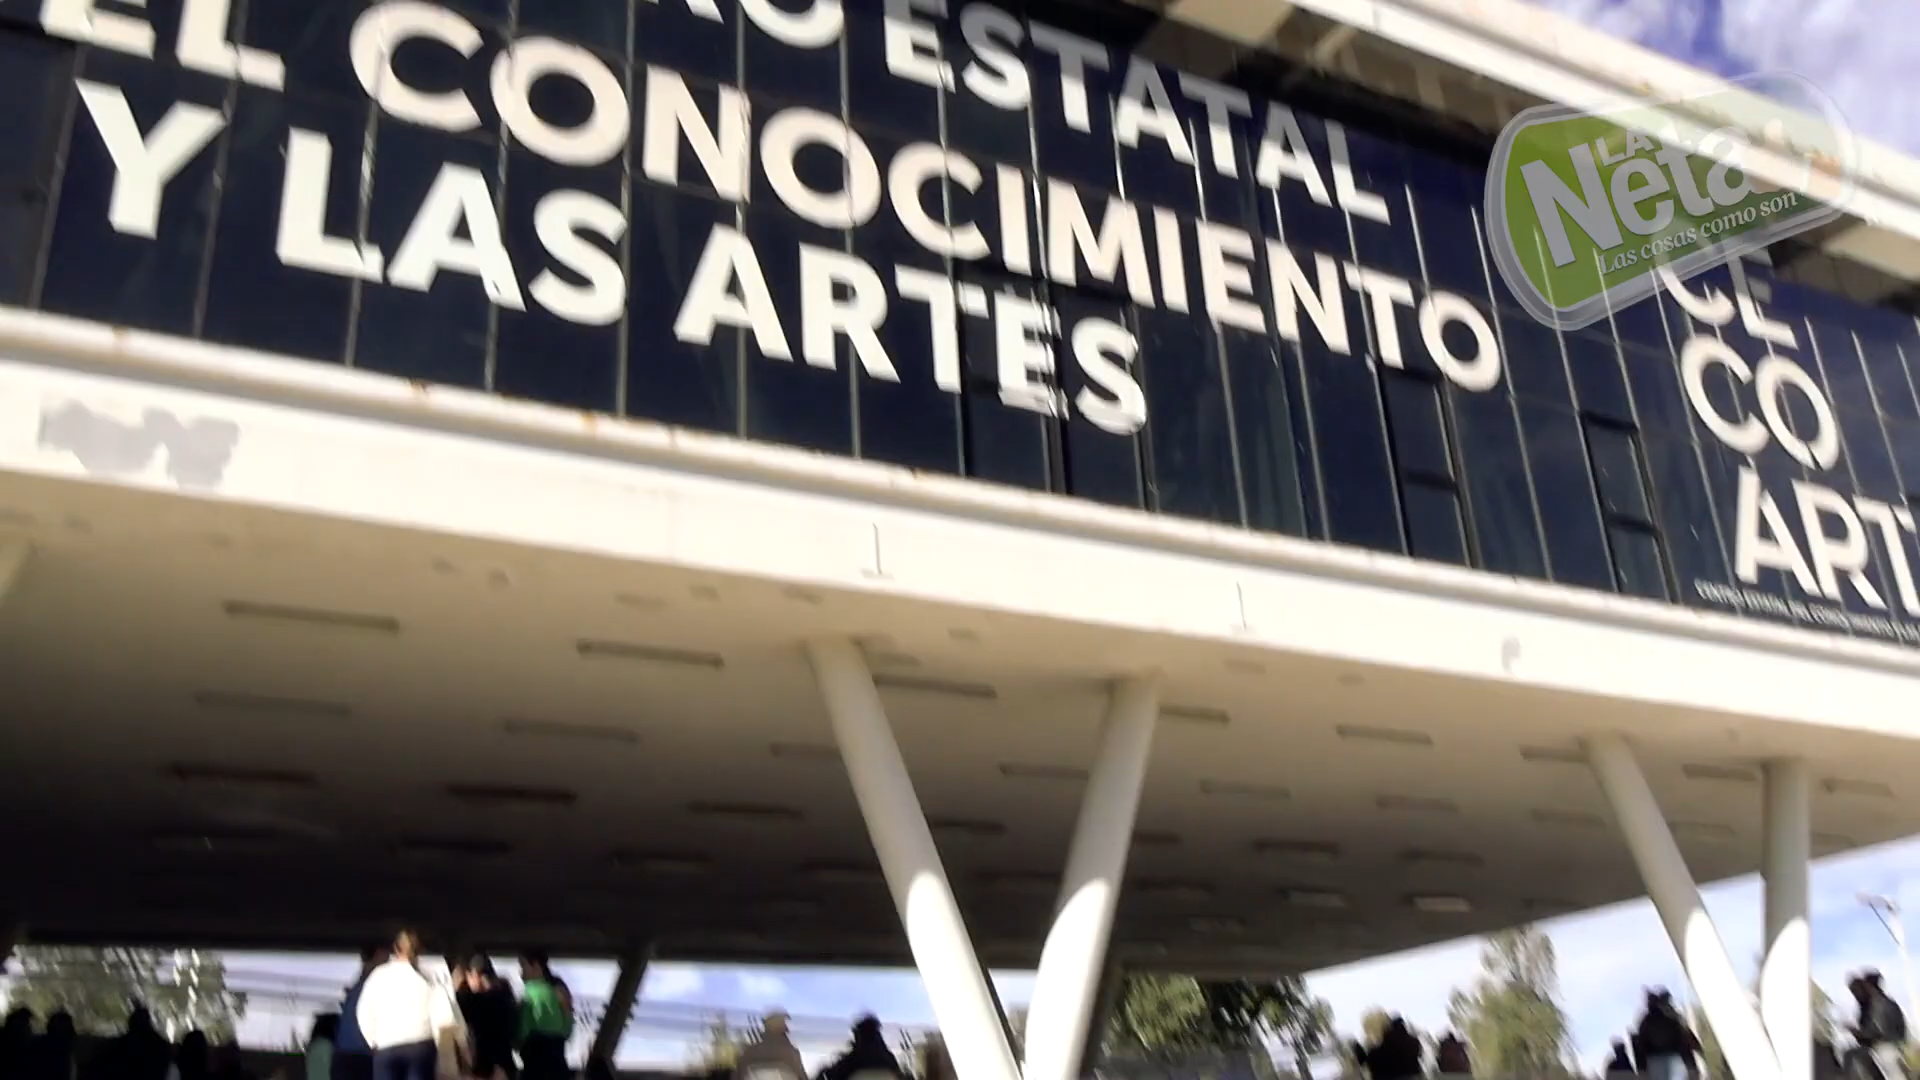 ESTATAL
EL CONOCIMIENTO
Y LAS ARTES
CE
CO
ART
LA
Neta
Las cosas como son